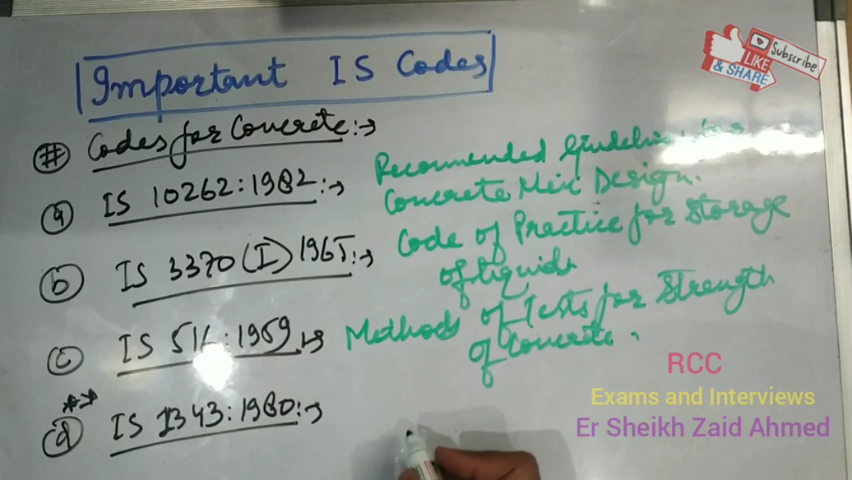 Important IS Codes
Subscribe
LIKE
& SHARE
# Codes for Concrete:→
a IS 10262:1982:→ Recommended Guidelines for
Concrete Mix Design.
b IS 3370 (I) 1965:→ Code of Practice for Storage
of liquids
c IS 516:1959:→ Methods of Tests for Strength
of Concrete.
**
d IS 1343:1980:→
RCC
Exams and Interviews
Er Sheikh Zaid Ahmed